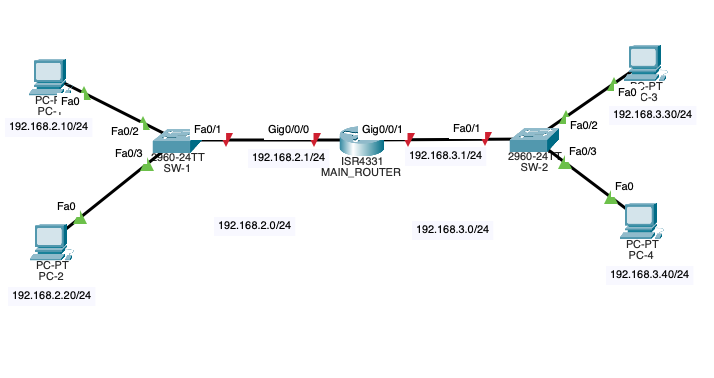 PC-PT
Fa0
PC-1
192.168.2.10/24
Fa0/2
Fa0/3
2960-24TT
SW-1
Fa0/1
Gig0/0/0
192.168.2.1/24
ISR4331
MAIN_ROUTER
Gig0/0/1
192.168.3.1/24
Fa0/1
2960-24TT
SW-2
Fa0/2
Fa0/3
Fa0
PC-PT
PC-3
192.168.3.30/24
Fa0
PC-PT
PC-2
192.168.2.20/24
192.168.2.0/24
192.168.3.0/24
Fa0
PC-PT
PC-4
192.168.3.40/24